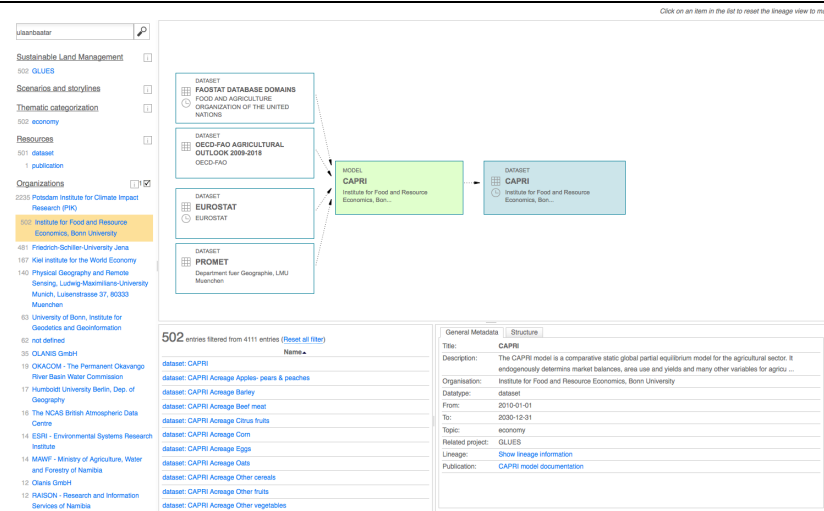 Click on an item in the list to reset the lineage view to
ulaanbaatar
Sustainable Land Management
502 GLUES
Scenarios and storylines
Thematic categorization
502 economy
Resources
501 dataset
1 publication
Organizations
2235 Potsdam Institute for Climate Impact
Research (PIK)
502 Institute for Food and Resource
Economics, Bonn University
481 Friedrich-Schiller-University Jena
167 Kiel institute for the World Economy
140 Physical Geography and Remote
Sensing, Ludwig-Maximilians-University
Munich, Luisenstrasse 37, 80333
Muenchen
63 University of Bonn, Institute for
Geodetics and Geoinformation
62 not defined
35 OLANIS GmbH
19 OKACOM - The Permanent Okavango
River Basin Water Commission
17 Humboldt University Berlin, Dep. of
Geography
16 The NCAS British Atmospheric Data
Centre
14 ESRI - Environmental Systems Research
Institute
14 MAWF - Ministry of Agriculture, Water
and Forestry of Namibia
12 Olanis GmbH
12 RAISON - Research and Information
Services of Namibia
DATASET
FAOSTAT DATABASE DOMAINS
FOOD AND AGRICULTURE
ORGANIZATION OF THE UNITED
NATIONS
DATASET
OECD-FAO AGRICULTURAL
OUTLOOK 2009-2018
OECD-FAO
DATASET
EUROSTAT
EUROSTAT
DATASET
PROMET
Department fuer Geographie, LMU
Muenchen
MODEL
CAPRI
Institute for Food and Resource
Economics, Bon...
DATASET
CAPRI
Institute for Food and Resource
Economics, Bon...
502 entries filtered from 4111 entries (Reset all filter)
Name
dataset: CAPRI
dataset: CAPRI Acreage Apples- pears & peaches
dataset: CAPRI Acreage Barley
dataset: CAPRI Acreage Beef meat
dataset: CAPRI Acreage Citrus fruits
dataset: CAPRI Acreage Corn
dataset: CAPRI Acreage Eggs
dataset: CAPRI Acreage Oats
dataset: CAPRI Acreage Other cereals
dataset: CAPRI Acreage Other fruits
dataset: CAPRI Acreage Other vegetables
General Metadata Structure
Title: CAPRI
Description: The CAPRI model is a comparative static global partial equilibrium model for the agricultural sector. It
endogenously determins market balances, area use and yields and many other variables for agricu ...
Organisation: Institute for Food and Resource Economics, Bonn University
Datatype: dataset
From: 2010-01-01
To: 2030-12-31
Topic: economy
Related project: GLUES
Lineage: Show lineage information
Publication: CAPRI model documentation